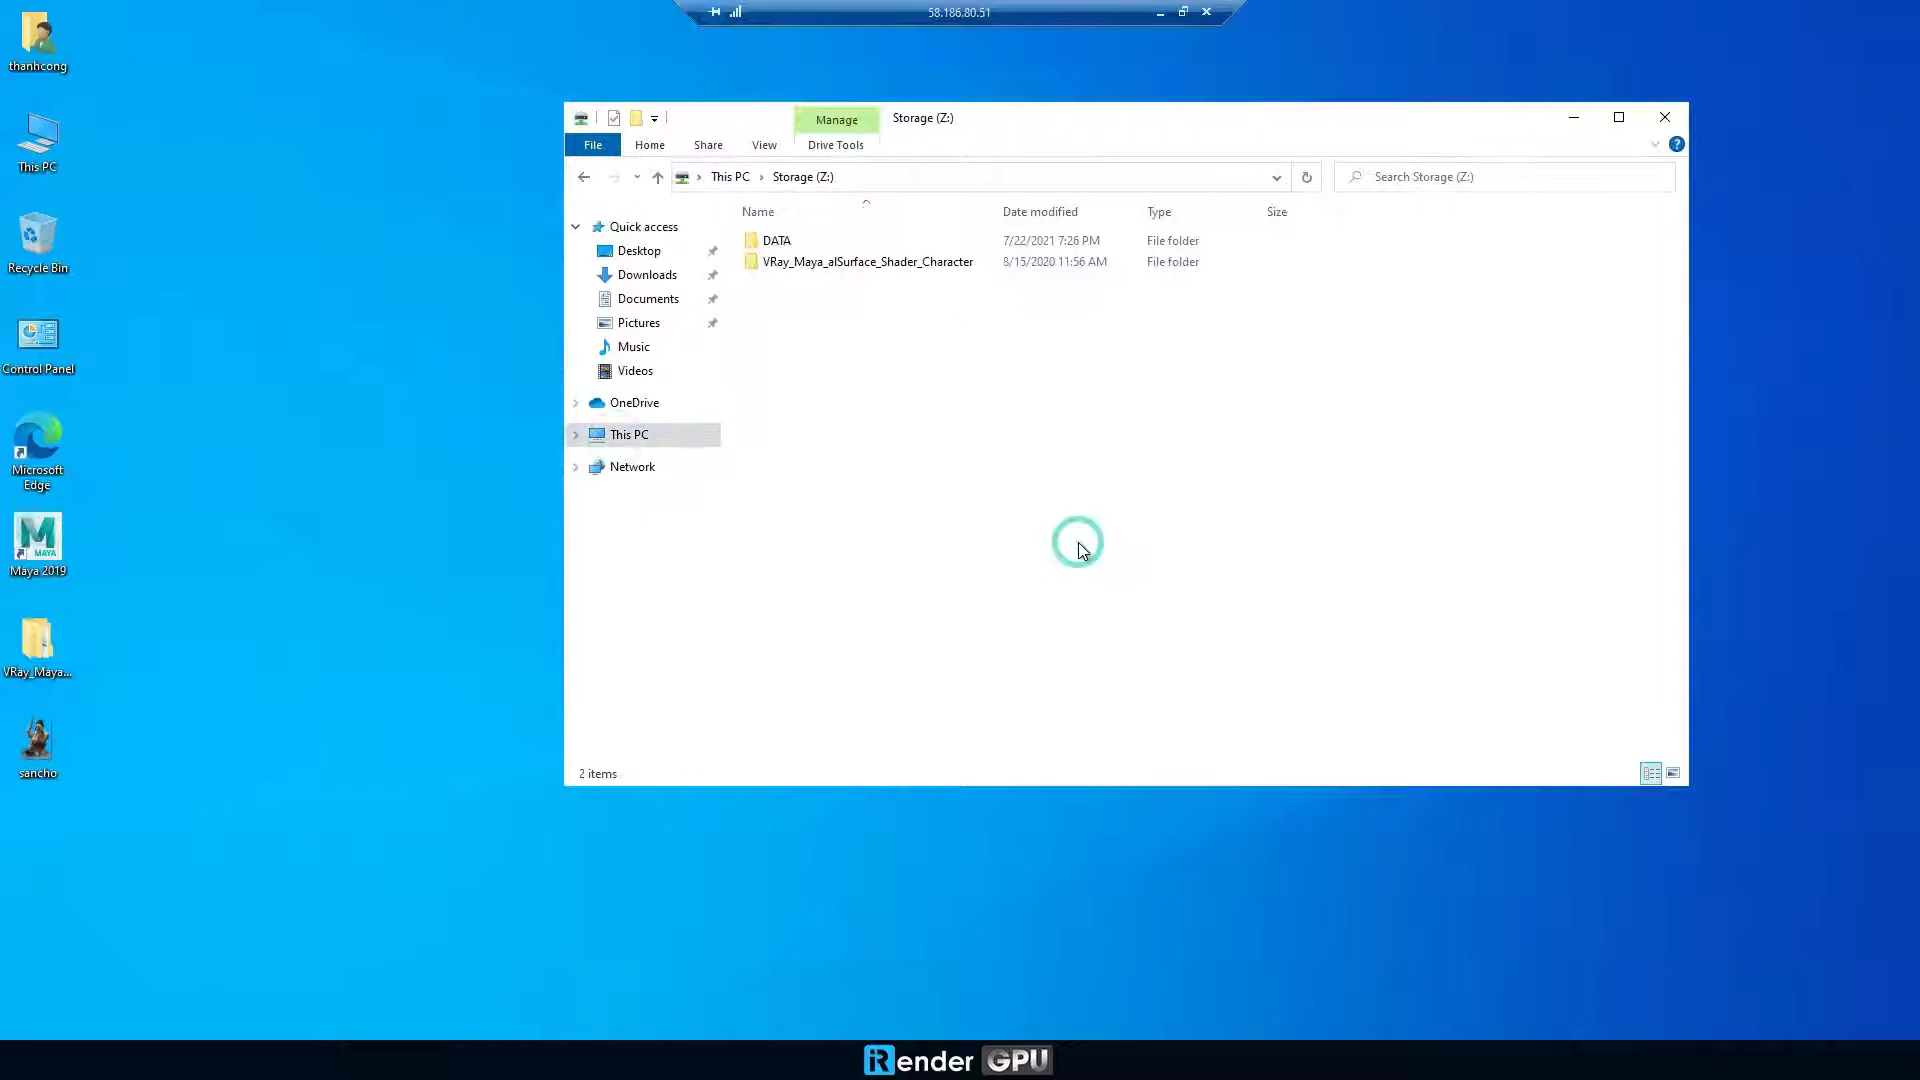 58.186.80.51
thanhcong
This PC
Recycle Bin
Control Panel
Microsoft
Edge
MAYA
Maya 2019
VRay_Maya...
sancho
Manage
Storage (Z:)
File
Home
Share
View
Drive Tools
?
This PC
Storage (Z:)
Search Storage (Z:)
Name
Date modified
Type
Size
Quick access
Desktop
Downloads
Documents
Pictures
Music
Videos
OneDrive
This PC
Network
DATA 7/22/2021 7:26 PM File folder
VRay_Maya_alSurface_Shader_Character 8/15/2020 11:56 AM File folder
2 items
iRender GPU